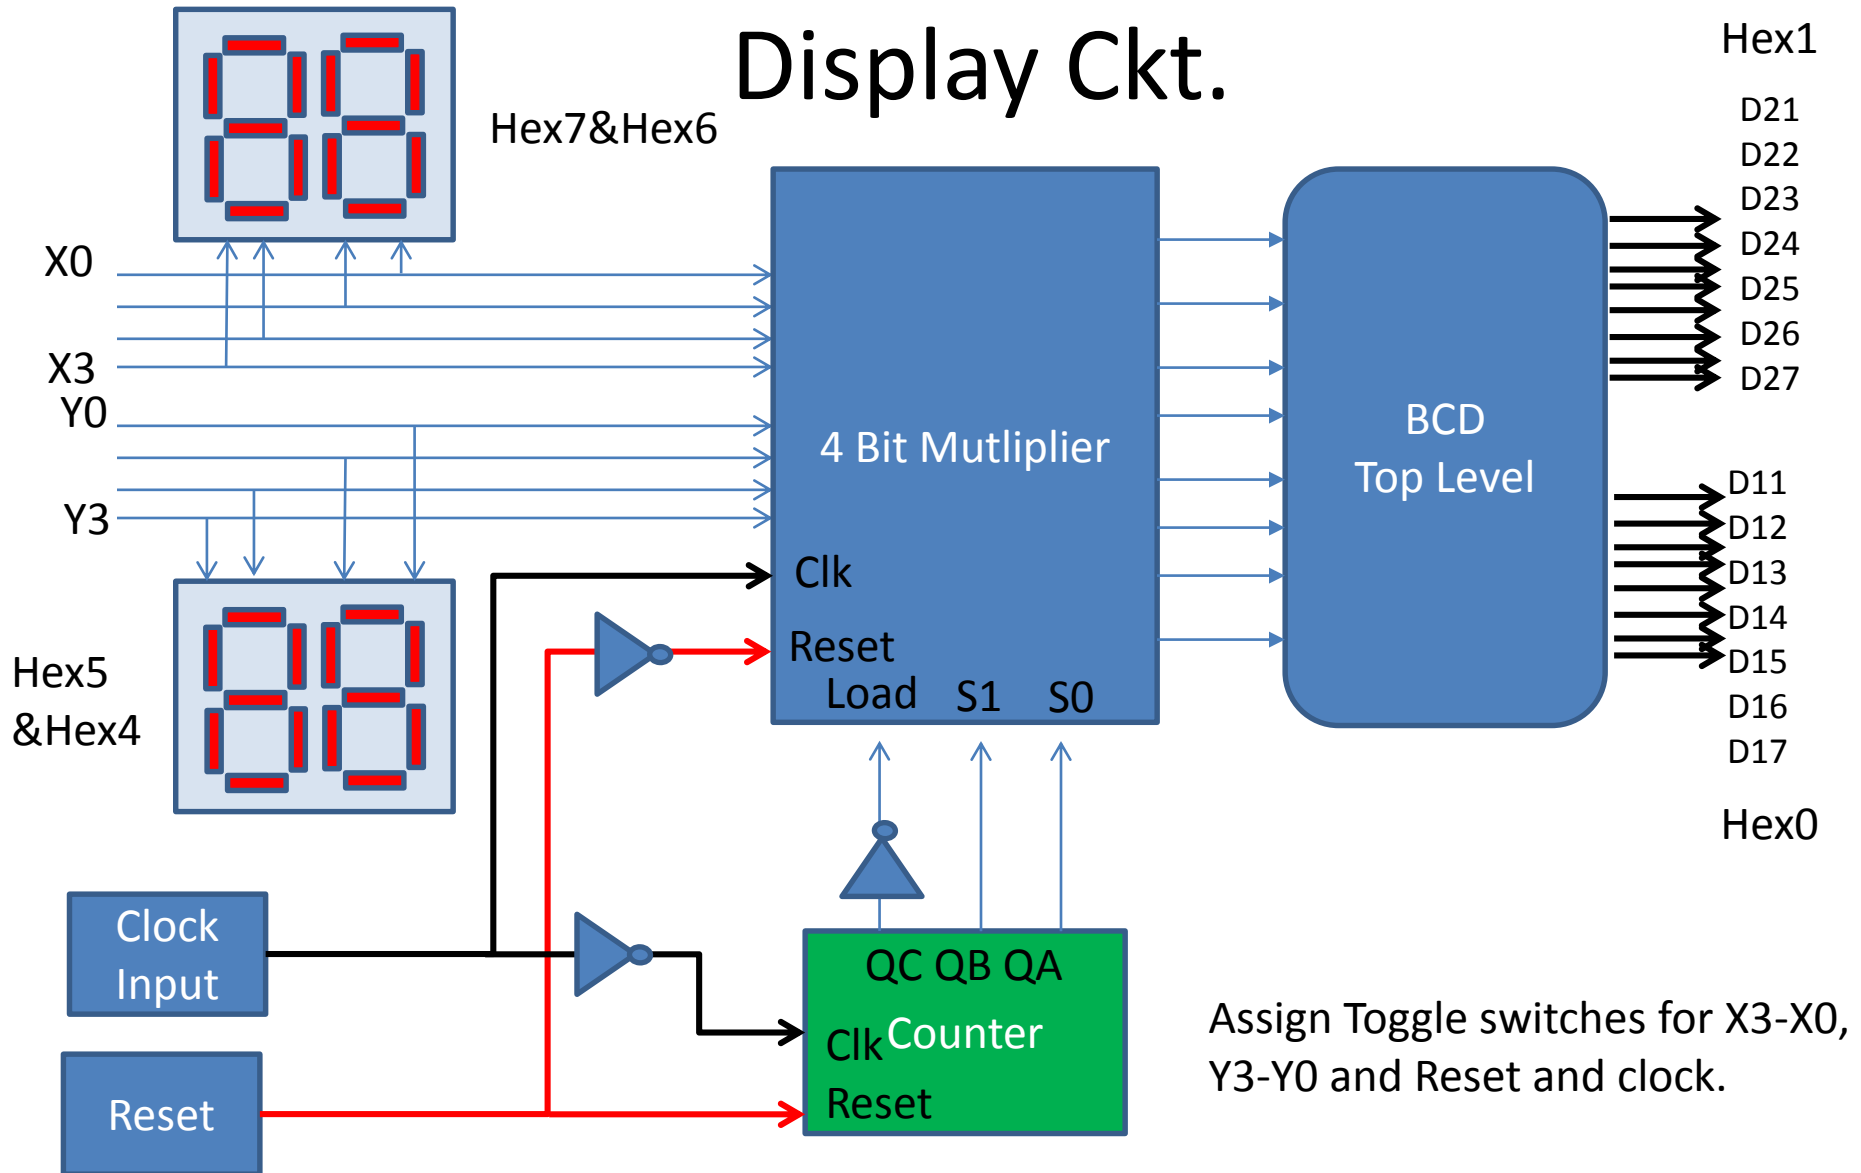 Display Ckt.
Hex7&Hex6
Hex1
D21
D22
D23
D24
D25
D26
D27
X0
X3
Y0
Y3
4 Bit Mutliplier
Clk
Reset
Load S1 S0
BCD
Top Level
D11
D12
D13
D14
D15
D16
D17
Hex0
Hex5
&Hex4
Clock
Input
Reset
QC QB QA
Counter
Clk
Reset
Assign Toggle switches for X3-X0,
Y3-Y0 and Reset and clock.